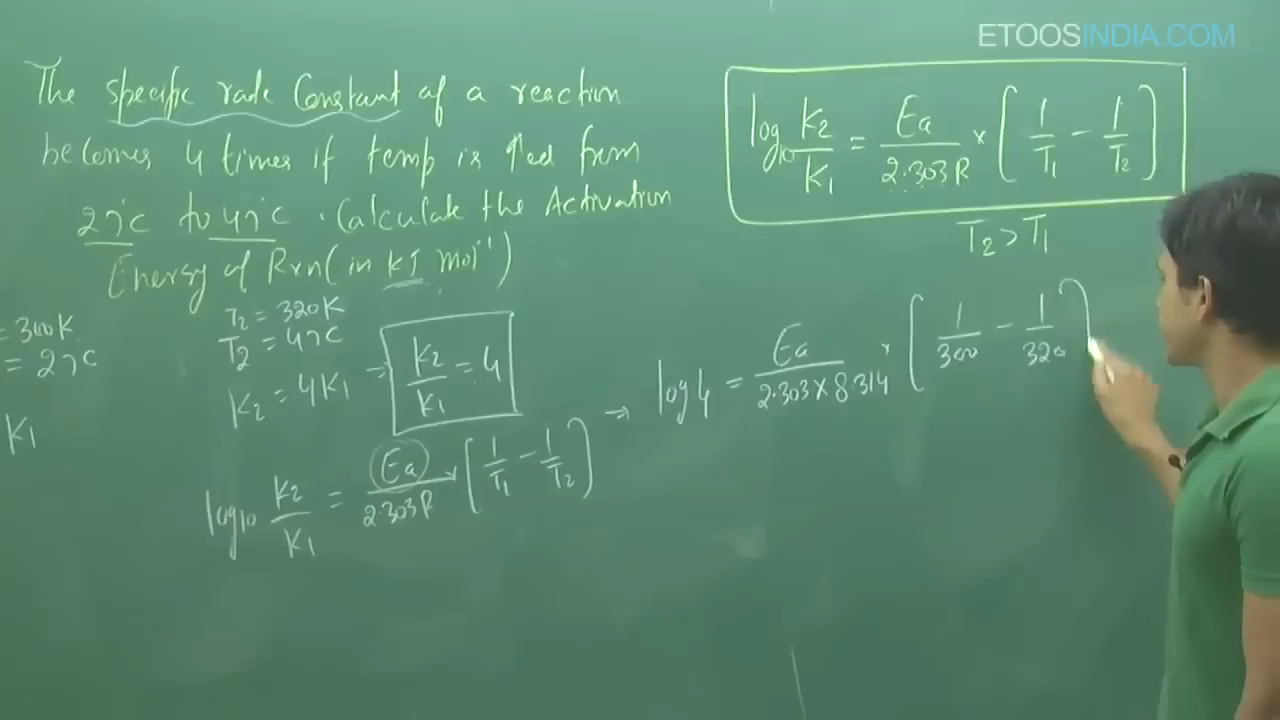 ETOOSINDIA.COM
The specific rate Constant of a reaction
becomes 4 times if temp is ↑ed from
27°C to 47°C . Calculate the Activation
Energy of Rxn (in kJ mol⁻¹)
log₁₀ K₂/K₁ = Ea/2.303R × [1/T₁ − 1/T₂]
T₂ > T₁
= 300K
= 27°C
K₁
T₂ = 320K
T₂ = 47°C
K₂ = 4K₁ ⇒ K₂/K₁ = 4
log₁₀ K₂/K₁ = Ea/2.303R × [1/T₁ − 1/T₂]
→ log 4 = Ea/2.303×8.314 × [1/300 − 1/320]